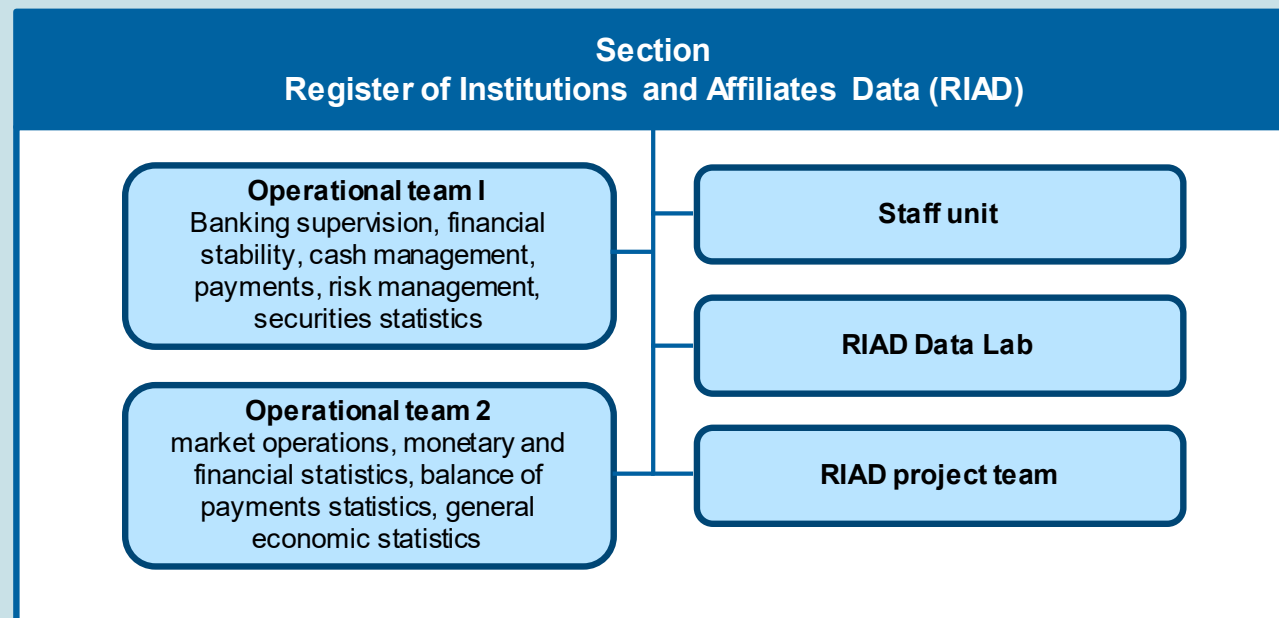 Section
Register of Institutions and Affiliates Data (RIAD)
Operational team I
Banking supervision, financial
stability, cash management,
payments, risk management,
securities statistics
Operational team 2
market operations, monetary and
financial statistics, balance of
payments statistics, general
economic statistics
Staff unit
RIAD Data Lab
RIAD project team